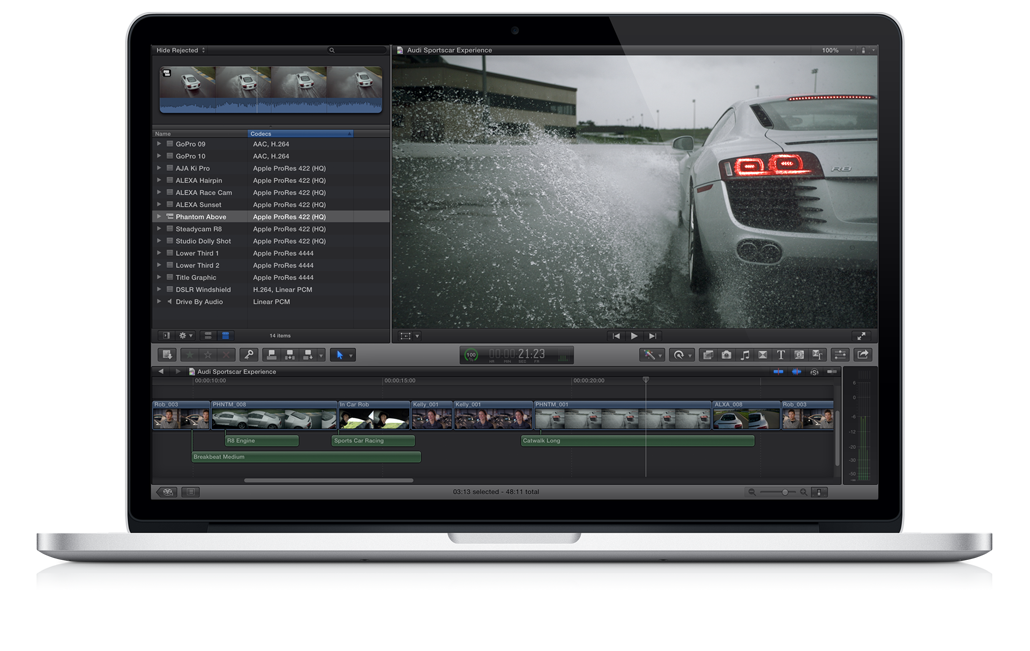 Hide Rejected
Audi Sportscar Experience
100%
Name Codecs
GoPro 09 AAC, H.264
GoPro 10 AAC, H.264
AJA Ki Pro Apple ProRes 422 (HQ)
ALEXA Hairpin Apple ProRes 422 (HQ)
ALEXA Race Cam Apple ProRes 422 (HQ)
ALEXA Sunset Apple ProRes 422 (HQ)
Phantom Above Apple ProRes 422 (HQ)
Steadycam R8 Apple ProRes 422 (HQ)
Studio Dolly Shot Apple ProRes 422 (HQ)
Lower Third 1 Apple ProRes 4444
Lower Third 2 Apple ProRes 4444
Title Graphic Apple ProRes 4444
DSLR Windshield H.264, Linear PCM
Drive By Audio Linear PCM
R8
14 items
100 00:00:21:23
T
Audi Sportscar Experience
00:00:10:00 00:00:15:00 00:00:20:00
Rob_003 PHNTM_008 In Car Rob Kelly_001 Kelly_001 PHNTM_001 ALXA_006 Rob_003
R8 Engine Sports Car Racing Catwalk Long
Breakbeat Medium
03:13 selected - 48:11 total